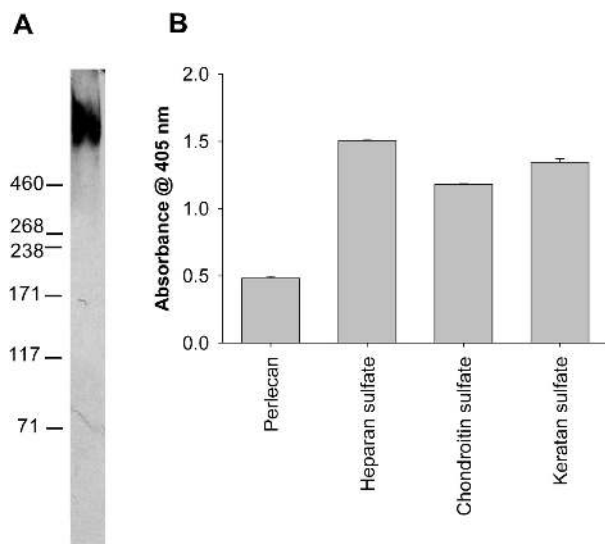 A
460
268
238
171
117
71
B
Absorbance @ 405 nm
2.0
1.5
1.0
0.5
0.0
Perlecan
Heparan sulfate
Chondroitin sulfate
Keratan sulfate